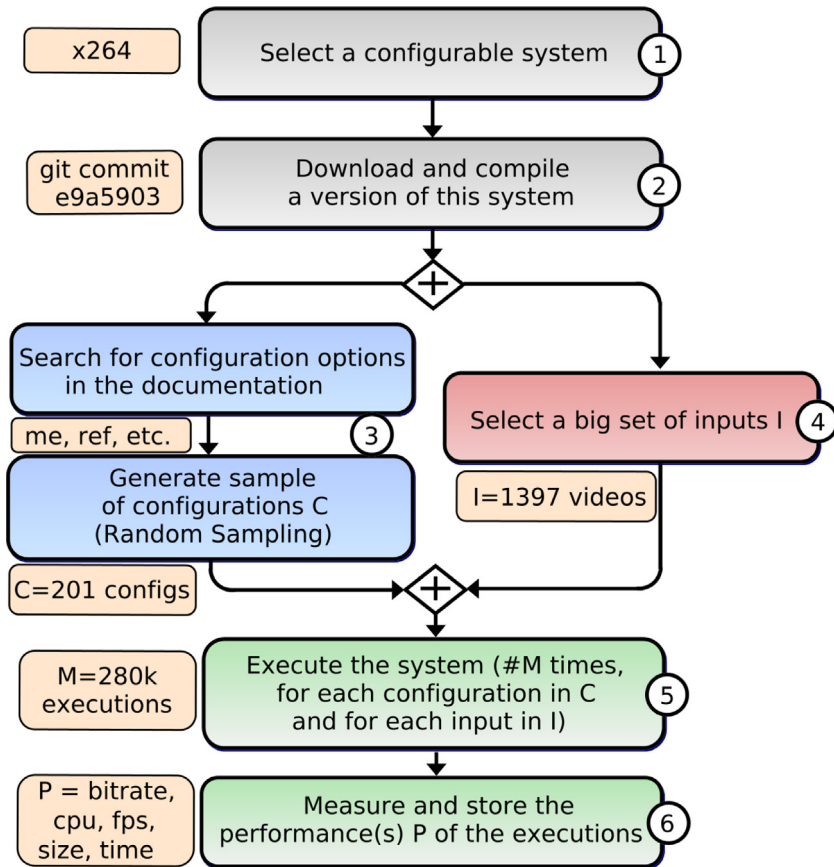 x264
Select a configurable system
1
git commit
e9a5903
Download and compile
a version of this system
2
Search for configuration options
in the documentation
me, ref, etc.
3
Generate sample
of configurations C
(Random Sampling)
C=201 configs
Select a big set of inputs I
4
I=1397 videos
M=280k
executions
Execute the system (#M times,
for each configuration in C
and for each input in I)
5
P = bitrate,
cpu, fps,
size, time
Measure and store the
performance(s) P of the executions
6